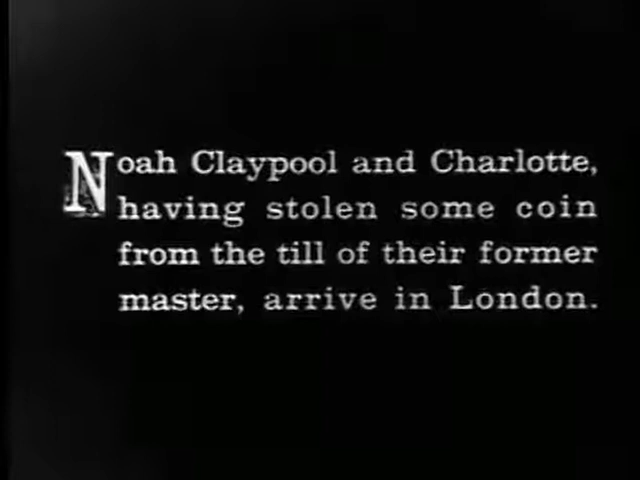 Noah Claypool and Charlotte,
having stolen some coin
from the till of their former
master, arrive in London.